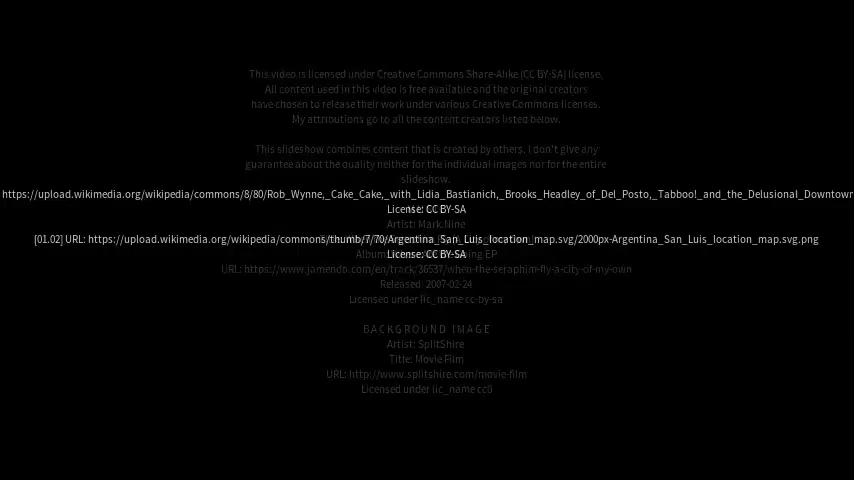 This video is licensed under Creative Commons Share-Alike (CC BY-SA) license.
All content used in this video is free available and the original creators
have chosen to release their work under various Creative Commons licenses.
My attributions go to all the content creators listed below.
This slideshow combines content that is created by others. I don't give any
guarantee about the quality neither for the individual images nor for the entire
slideshow.
https://upload.wikimedia.org/wikipedia/commons/8/80/Rob_Wynne,_Cake_Cake,_with_Lidia_Bastianich,_Brooks_Headley_of_Del_Posto,_Tabboo!_and_the_Delusional_Downtown
License: CC BY-SA
Artist: Mark Nine
[01.02] URL: https://upload.wikimedia.org/wikipedia/commons/thumb/7/70/Argentina_San_Luis_location_map.svg/2000px-Argentina_San_Luis_location_map.svg.png
License: CC BY-SA
URL: https://www.jamendo.com/en/track/36537/when-the-seraphim-fly-a-city-of-my-own
Released: 2007-02-24
Licensed under lic_name cc-by-sa
BACKGROUND IMAGE
Artist: SplitShire
Title: Movie Film
URL: http://www.splitshire.com/movie-film
Licensed under lic_name cc0